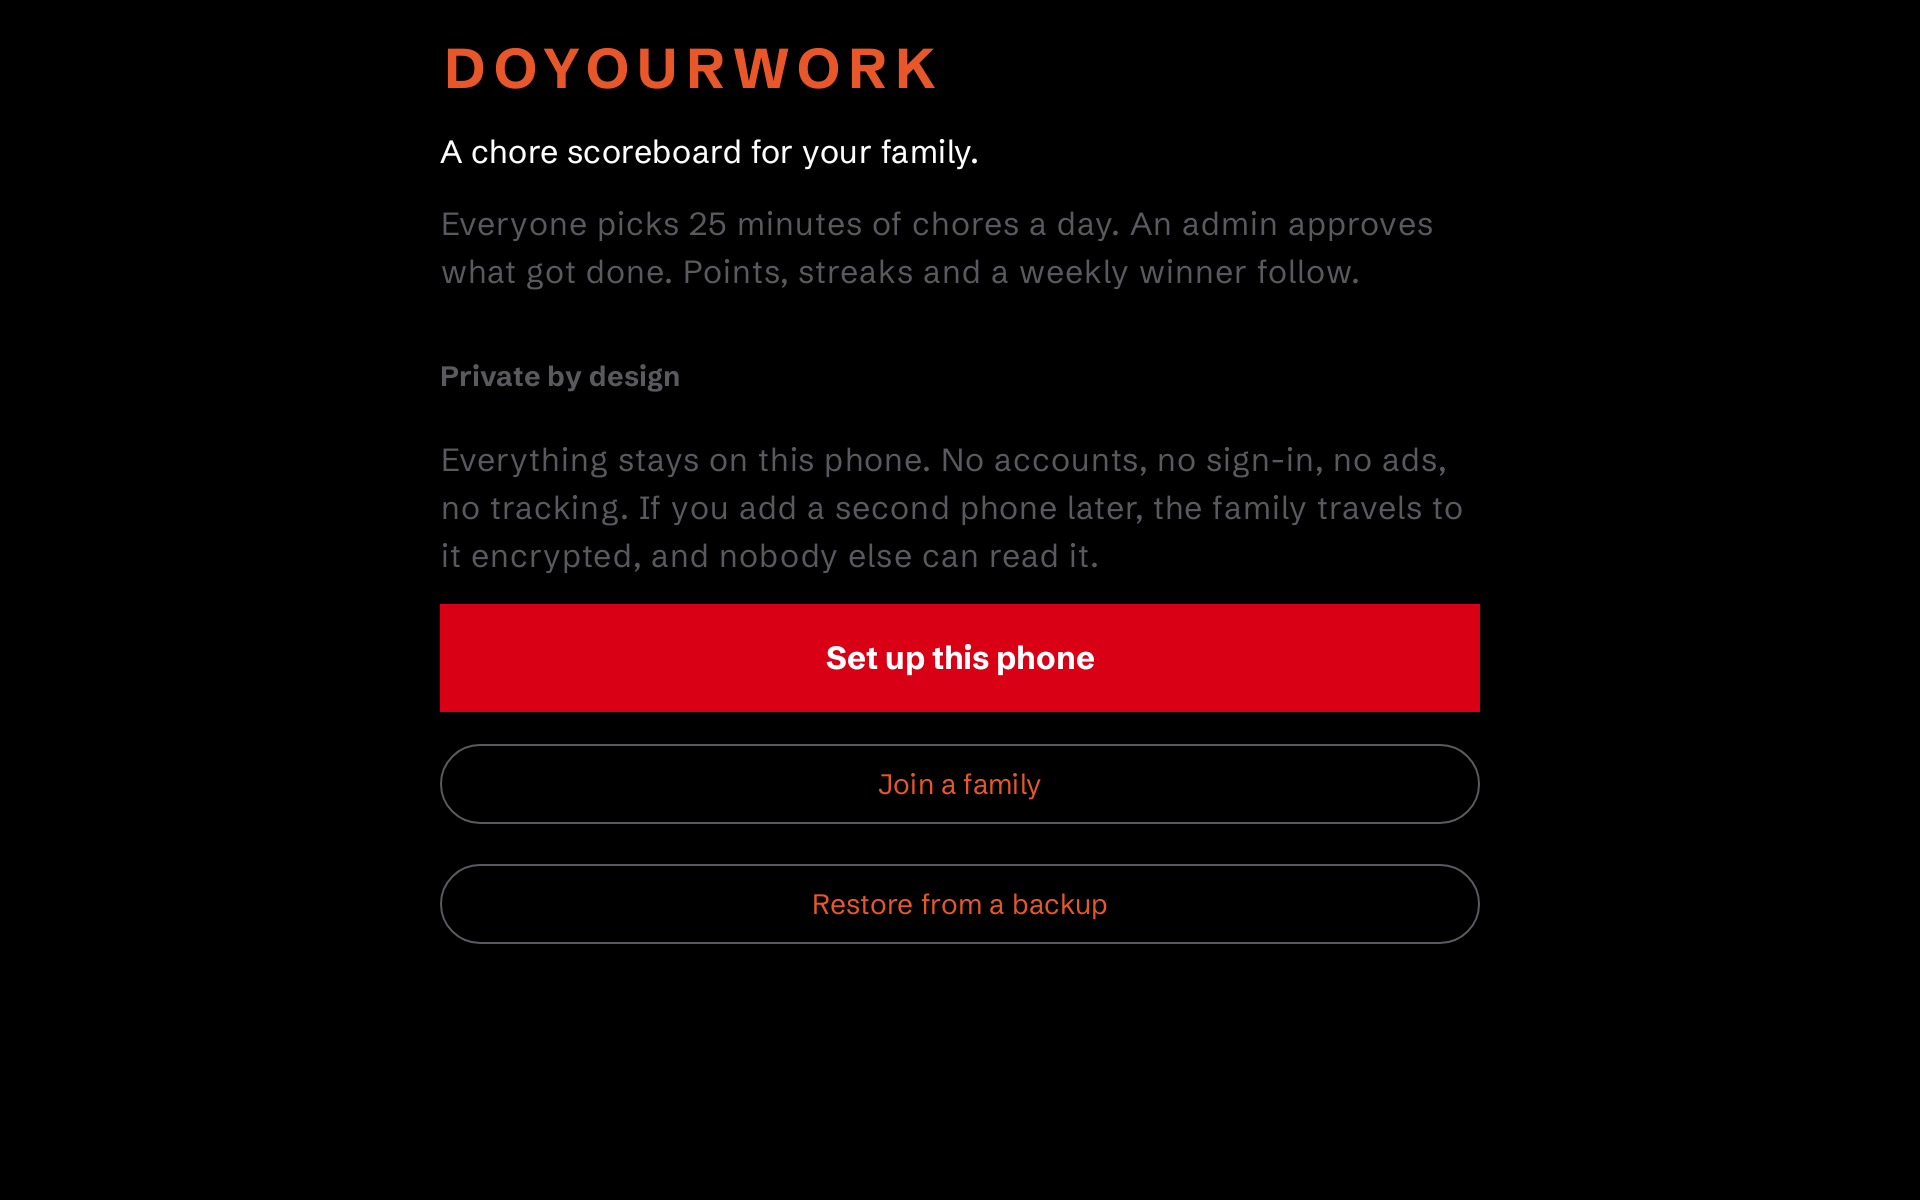 DOYOURWORK
A chore scoreboard for your family.
Everyone picks 25 minutes of chores a day. An admin approves
what got done. Points, streaks and a weekly winner follow.
Private by design
Everything stays on this phone. No accounts, no sign-in, no ads,
no tracking. If you add a second phone later, the family travels to
it encrypted, and nobody else can read it.
Set up this phone
Join a family
Restore from a backup